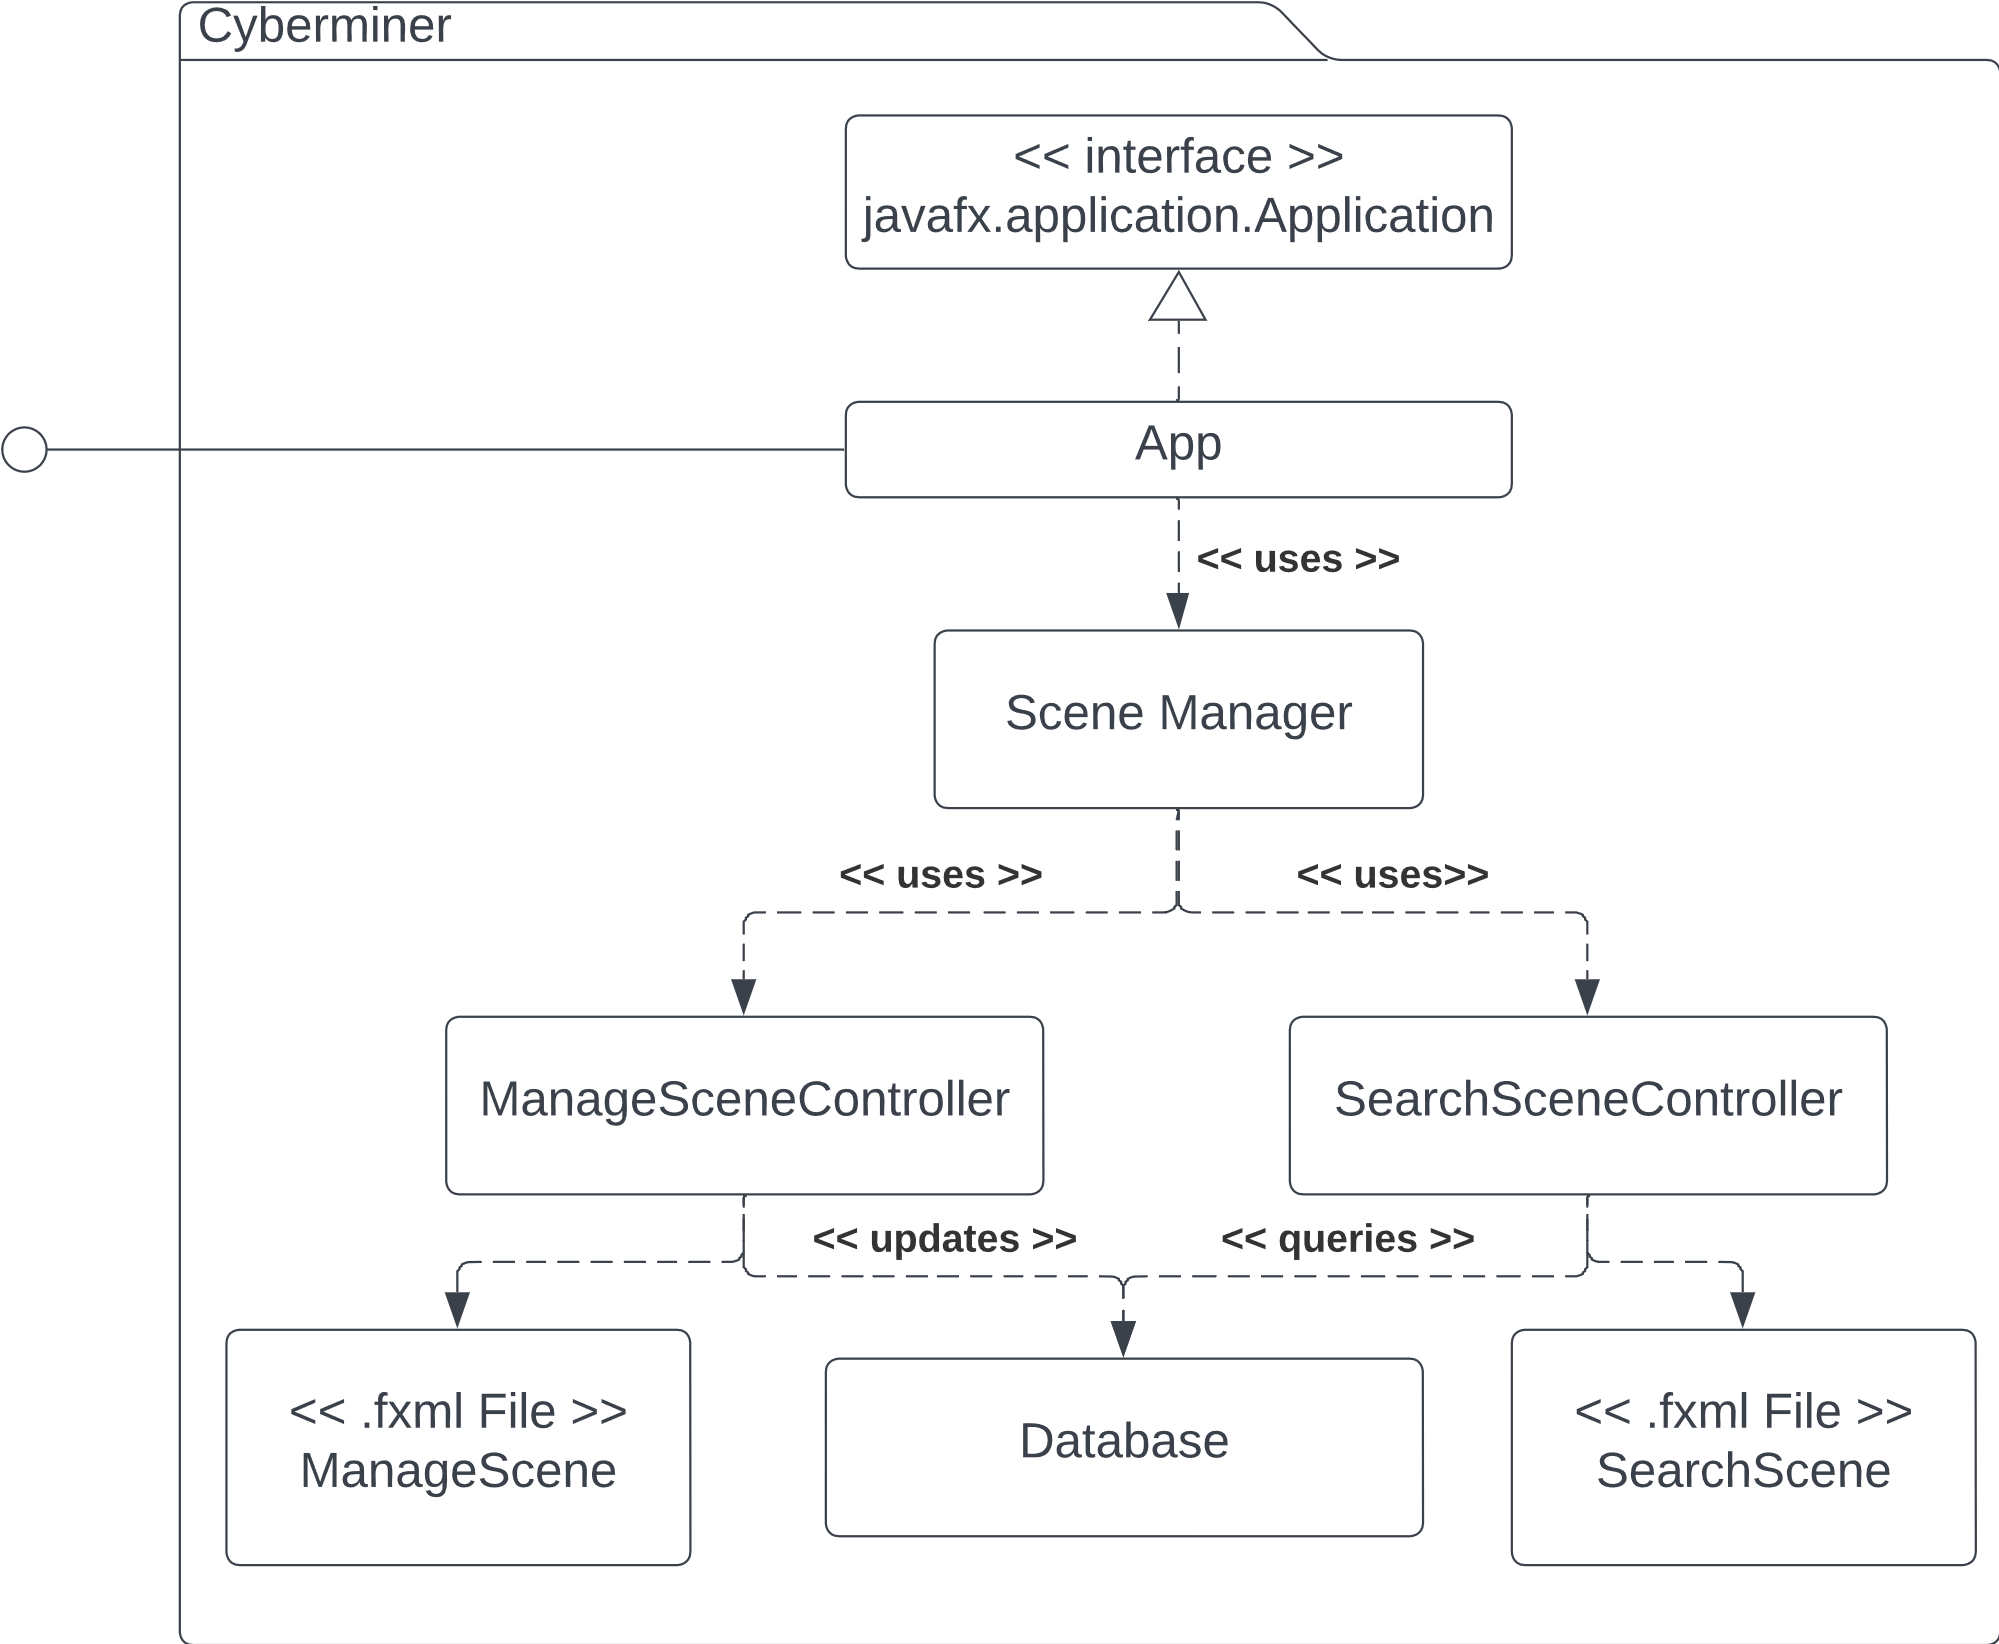 Cyberminer
<< interface >>
javafx.application.Application
App
<< uses >>
Scene Manager
<< uses >>
<< uses>>
ManageSceneController
SearchSceneController
<< updates >>
<< queries >>
<< .fxml File >>
ManageScene
Database
<< .fxml File >>
SearchScene